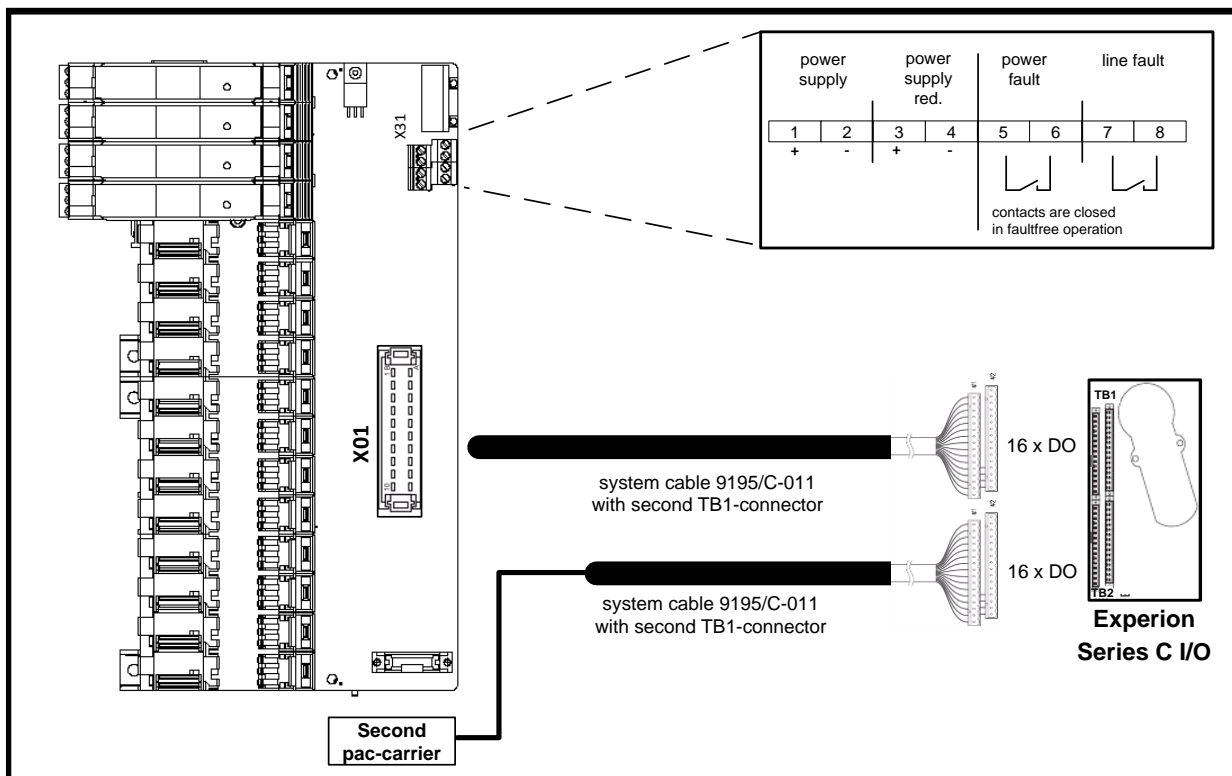 power
supply
power
supply
red.
power
fault
line fault
1 2 3 4 5 6 7 8
+ - + -
contacts are closed
in faultfree operation
X31
1 B A
X01
10
system cable 9195/C-011
with second TB1-connector
16 x DO
TB1
system cable 9195/C-011
with second TB1-connector
16 x DO
TB2
Experion
Series C I/O
Second
pac-carrier